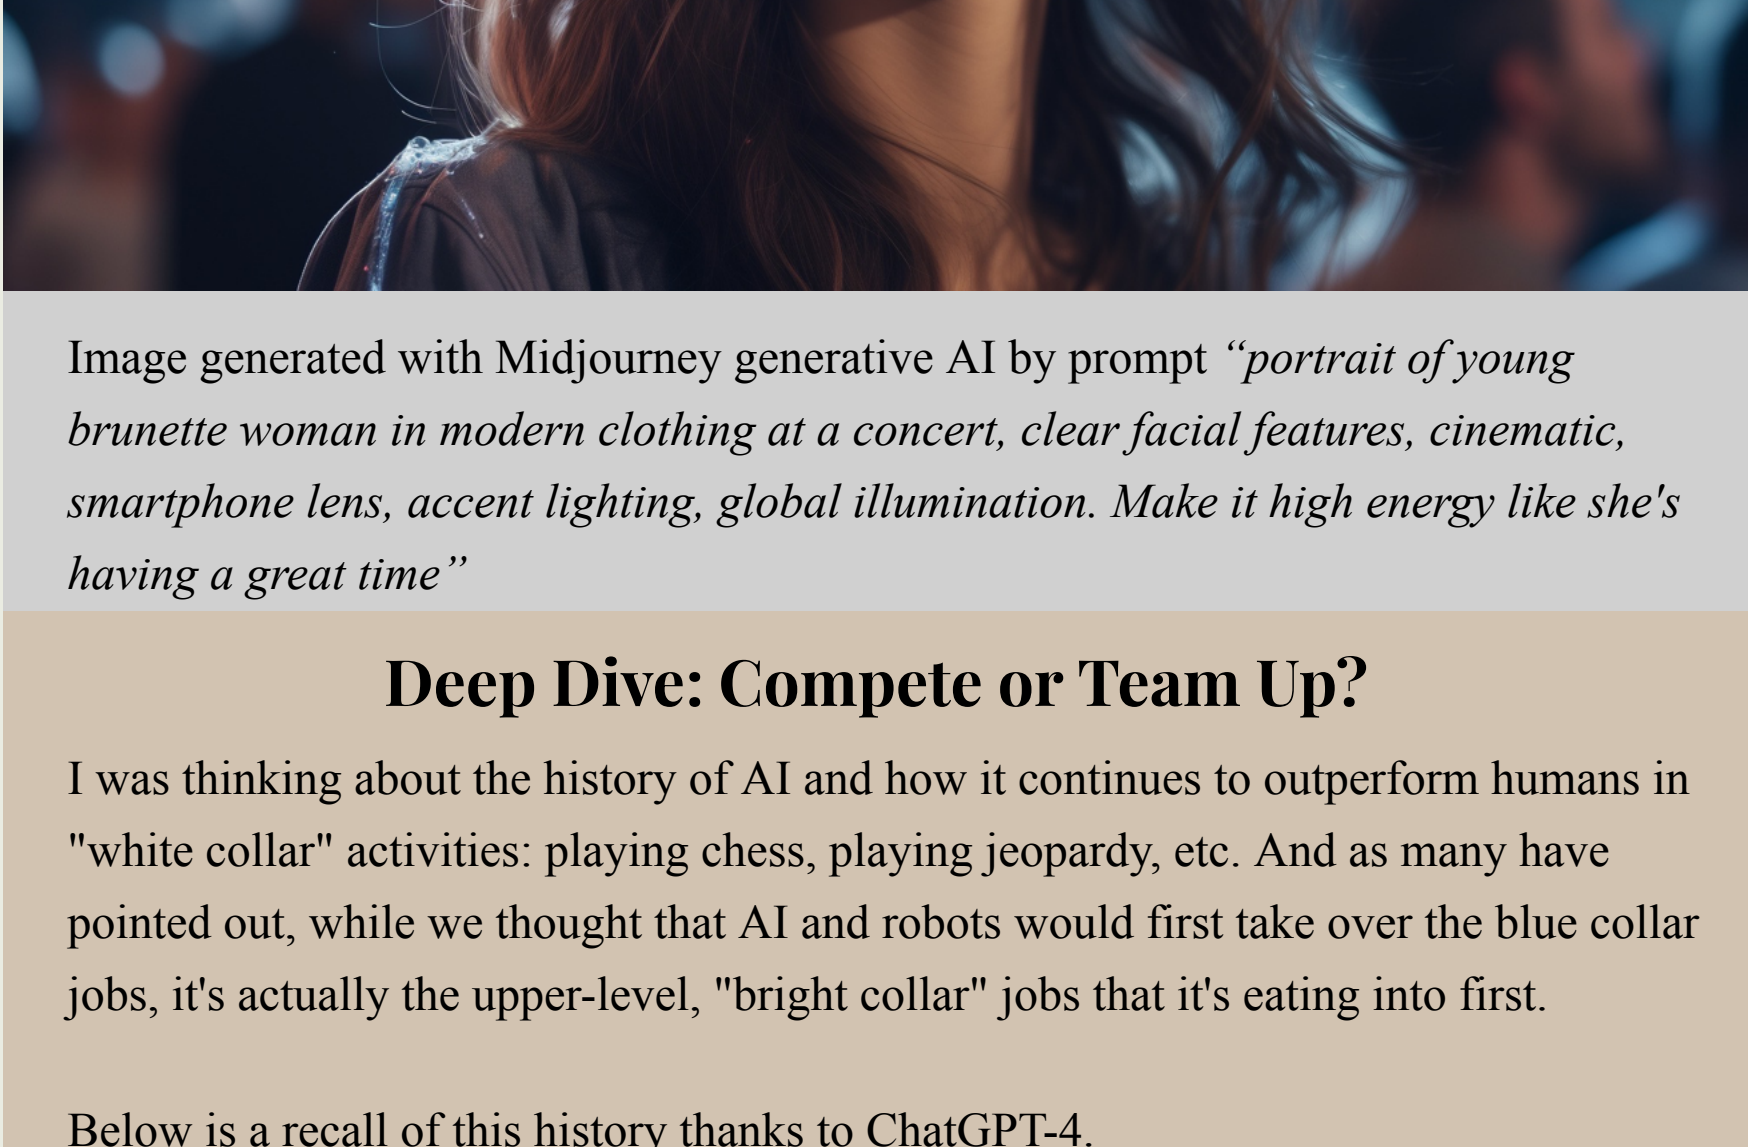 Image generated with Midjourney generative AI by prompt “portrait of young
brunette woman in modern clothing at a concert, clear facial features, cinematic,
smartphone lens, accent lighting, global illumination. Make it high energy like she's
having a great time”
Deep Dive: Compete or Team Up?
I was thinking about the history of AI and how it continues to outperform humans in
"white collar" activities: playing chess, playing jeopardy, etc. And as many have
pointed out, while we thought that AI and robots would first take over the blue collar
jobs, it's actually the upper-level, "bright collar" jobs that it's eating into first.
Below is a recall of this history thanks to ChatGPT-4.